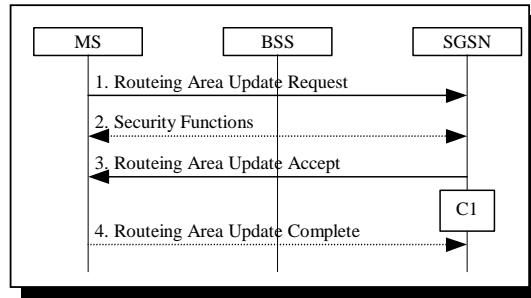 MS BSS SGSN
1. Routeing Area Update Request
2. Security Functions
3. Routeing Area Update Accept
C1
4. Routeing Area Update Complete